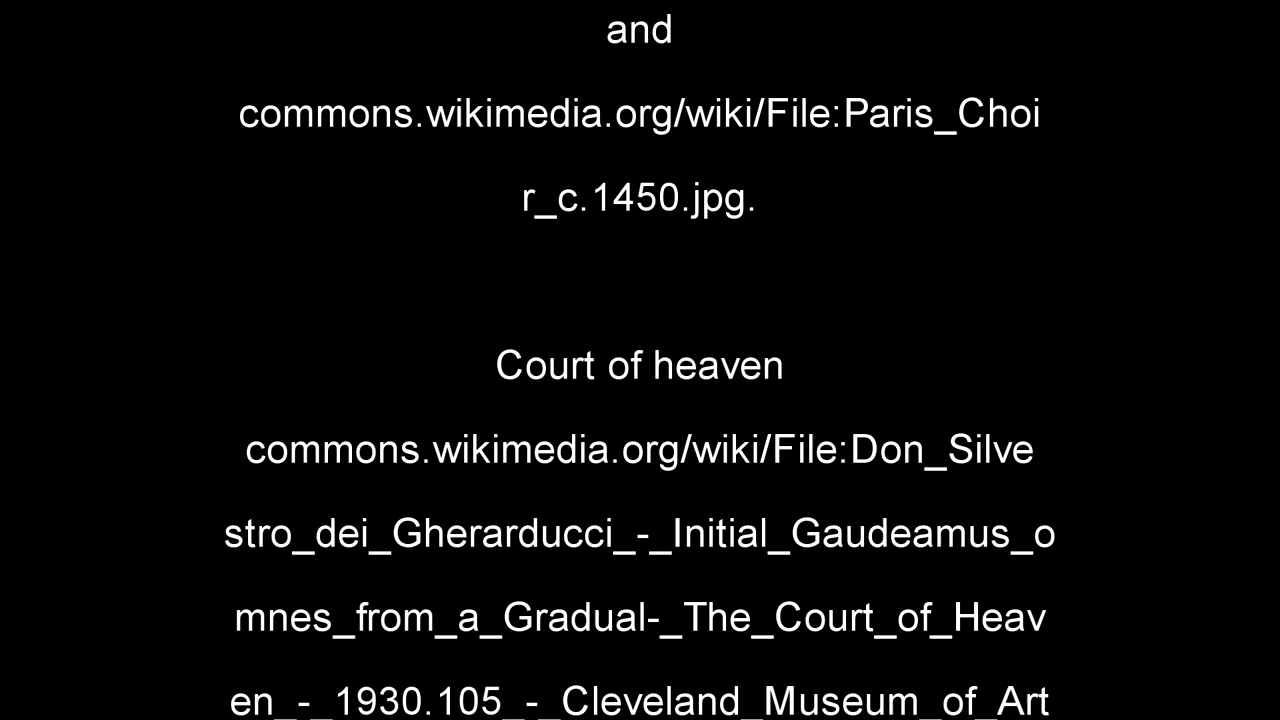 and
commons.wikimedia.org/wiki/File:Paris_Choi
r_c.1450.jpg.
Court of heaven
commons.wikimedia.org/wiki/File:Don_Silve
stro_dei_Gherarducci_-_Initial_Gaudeamus_o
mnes_from_a_Gradual-_The_Court_of_Heav
en_-_1930.105_-_Cleveland_Museum_of_Art